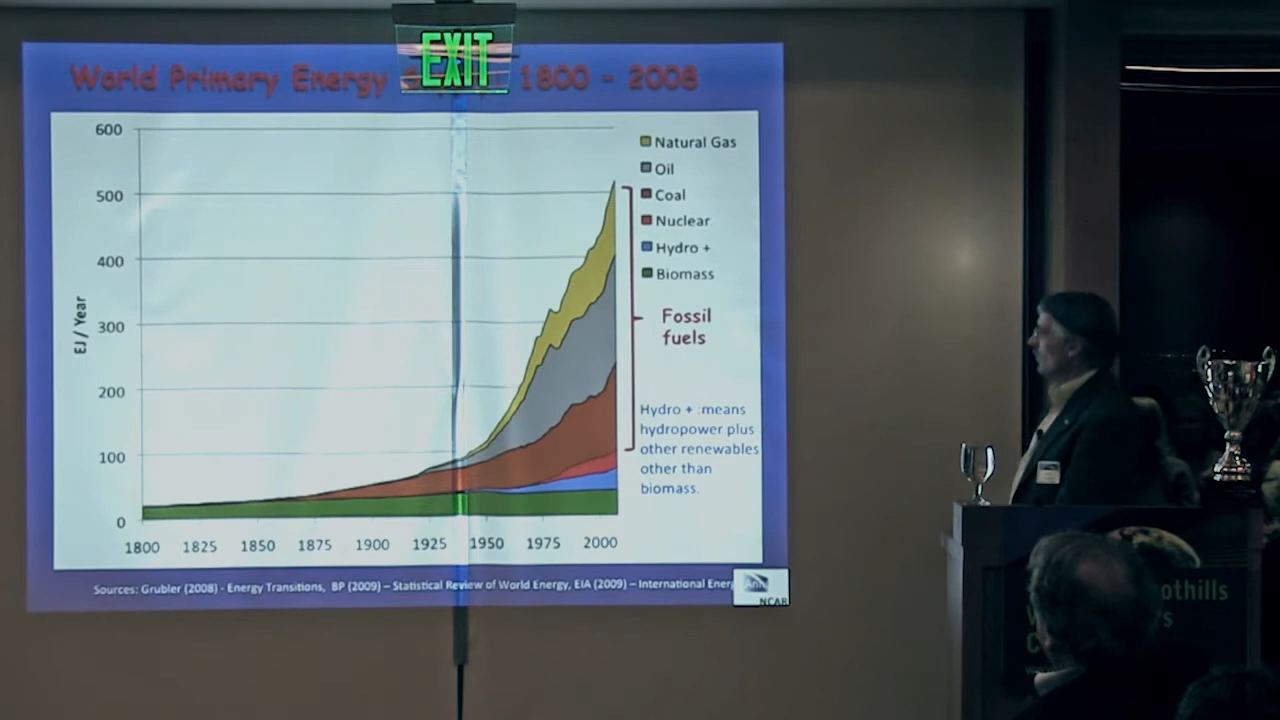 EXIT
World Primary Energy 1800 - 2008
600
500
400
300
200
100
0
EJ / Year
1800 1825 1850 1875 1900 1925 1950 1975 2000
Natural Gas
Oil
Coal
Nuclear
Hydro +
Biomass
Fossil
fuels
Hydro + :means
hydropower plus
other renewables
other than
biomass.
Sources: Grubler (2008) - Energy Transitions, BP (2009) – Statistical Review of World Energy, EIA (2009) – International
NCAR
othills